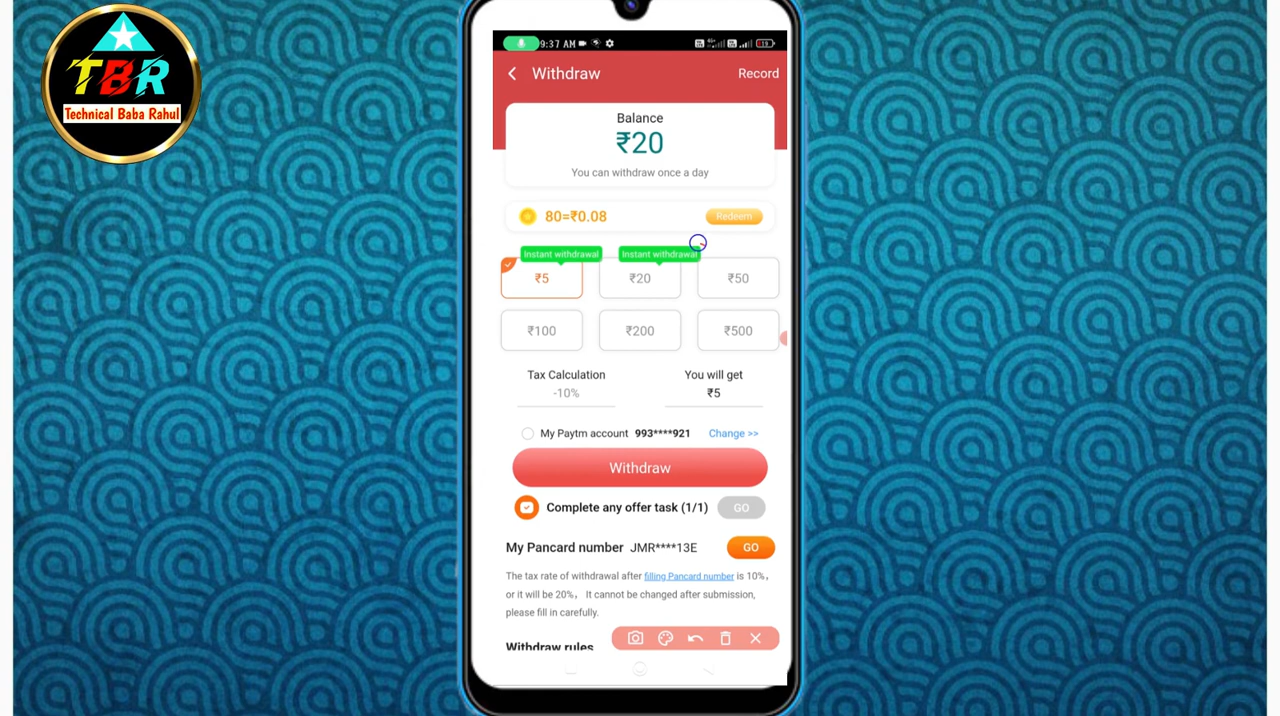 TBR
Technical Baba Rahul
9:37 AM
19
Withdraw
Record
Balance
₹20
You can withdraw once a day
80=₹0.08
Redeem
Instant withdrawal
Instant withdrawal
₹5
₹20
₹50
₹100
₹200
₹500
Tax Calculation
You will get
-10%
₹5
My Paytm account 993****921 Change >>
Withdraw
Complete any offer task (1/1) GO
My Pancard number JMR****13E GO
The tax rate of withdrawal after filling Pancard number is 10%,
or it will be 20%, It cannot be changed after submission,
please fill in carefully.
Withdraw rules